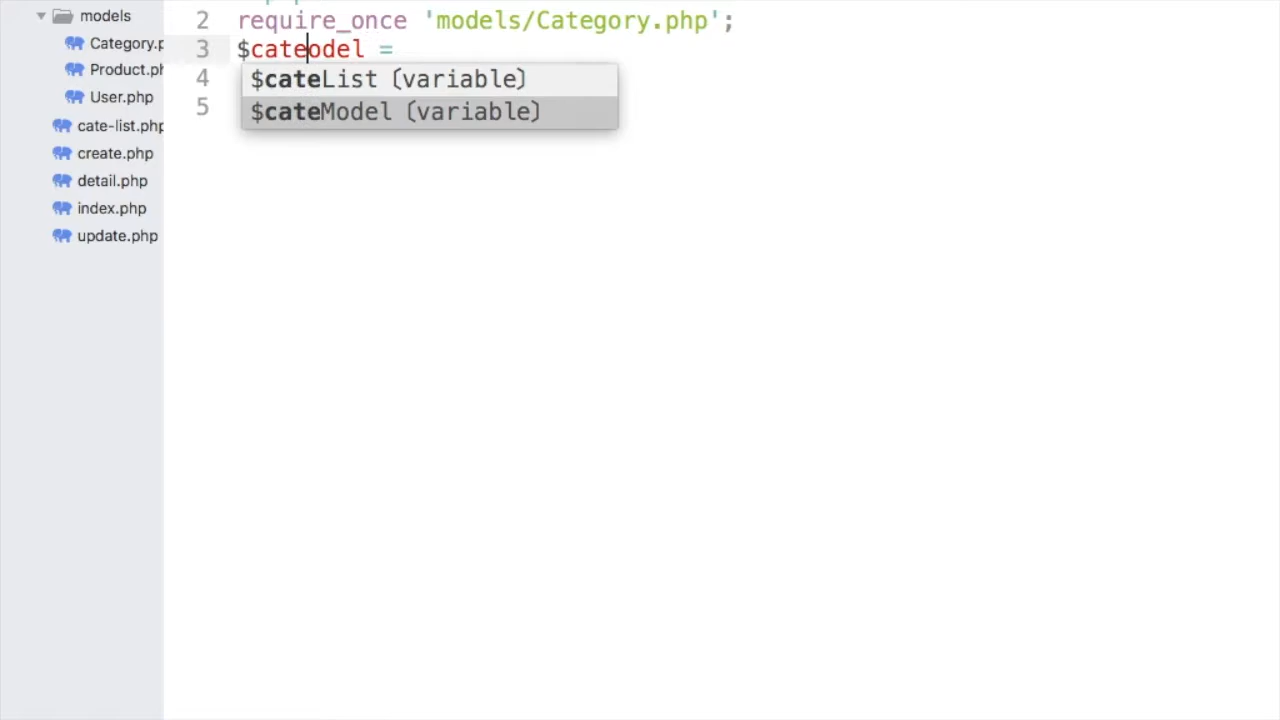 models
Category.p
Product.ph
User.php
cate-list.php
create.php
detail.php
index.php
update.php
2 require_once 'models/Category.php';
3 $cateodel =
4
5
$cateList (variable)
$cateModel (variable)